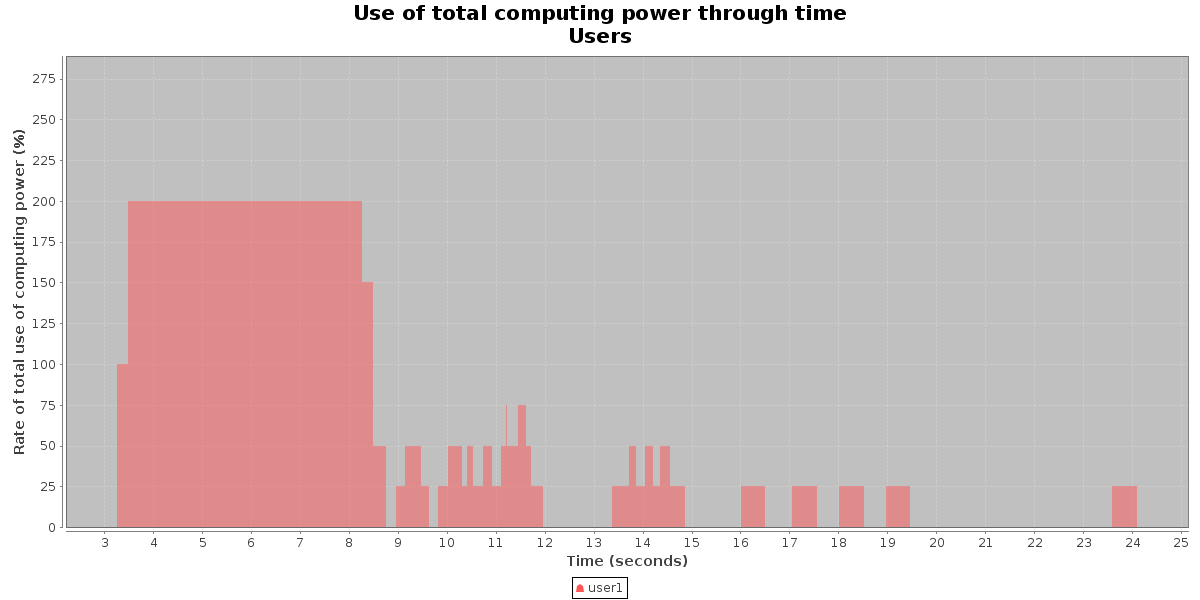 Use of total computing power through time
Users
Rate of total use of computing power (%)
275
250
225
200
175
150
125
100
75
50
25
0
3 4 5 6 7 8 9 10 11 12 13 14 15 16 17 18 19 20 21 22 23 24 25
Time (seconds)
user1